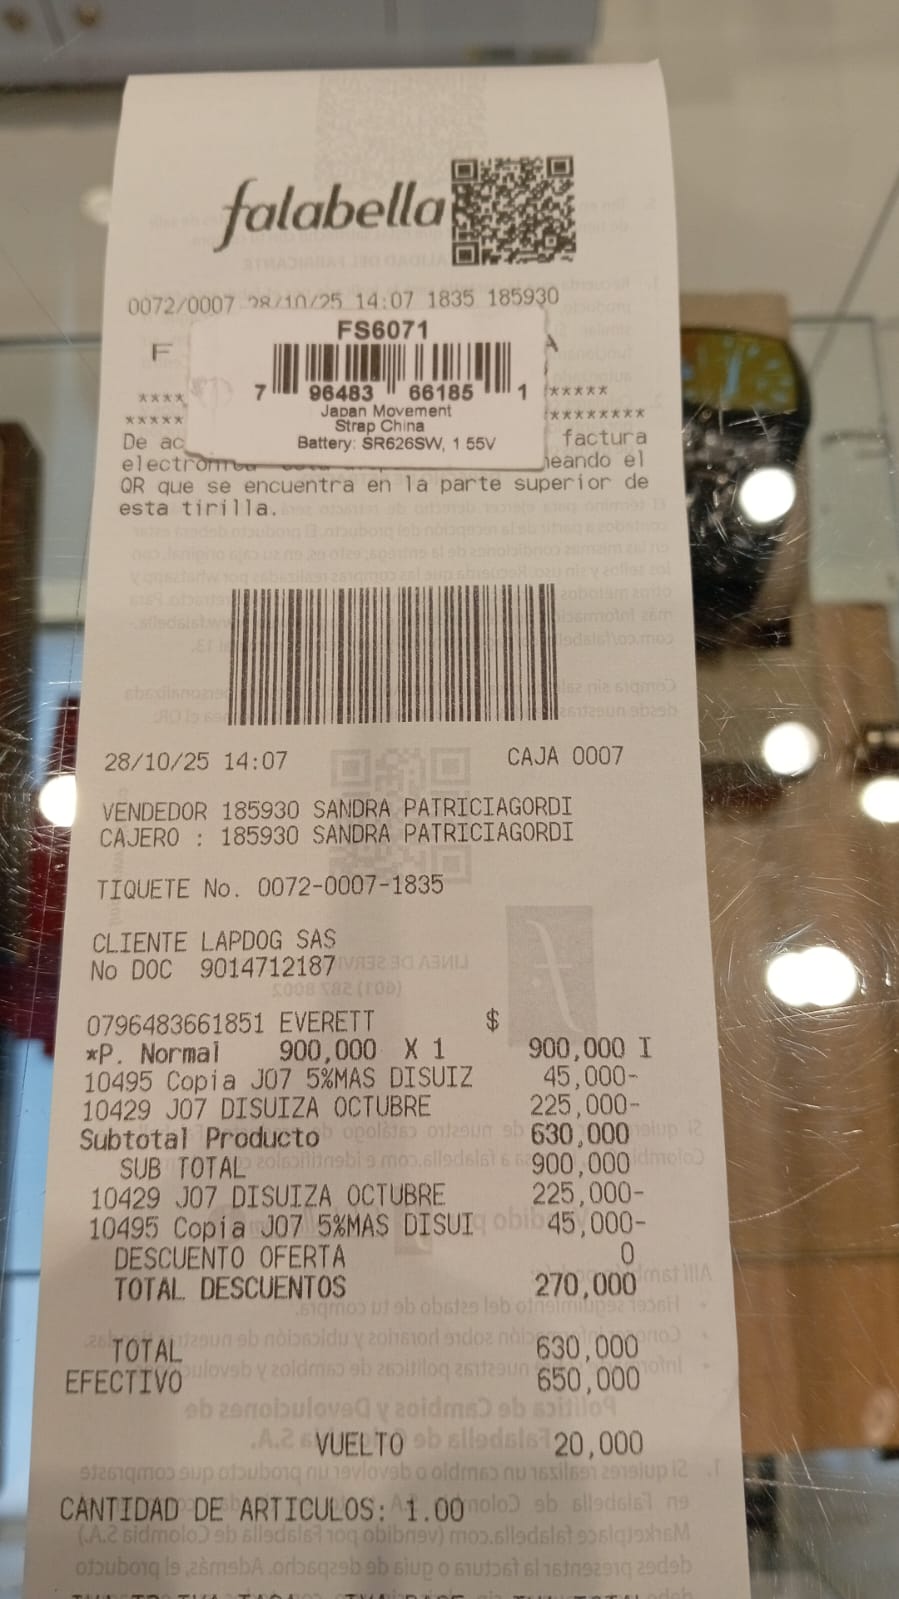 falabella
0072/0007 28/10/25 14:07 1835 185930
FS6071
F A
7 96483 66185 1
**** *****
Japan Movement
***** ********
Strap China
Battery: SR626SW, 1 55V
De ac factura
electrónica neando el
QR que se encuentra en la parte superior de
esta tirilla.
28/10/25 14:07 CAJA 0007
VENDEDOR 185930 SANDRA PATRICIAGORDI
CAJERO : 185930 SANDRA PATRICIAGORDI
TIQUETE No. 0072-0007-1835
CLIENTE LAPDOG SAS
No DOC 9014712187
0796483661851 EVERETT $
*P. Normal 900,000 X 1 900,000 I
10495 Copia J07 5%MAS DISUIZ 45,000-
10429 J07 DISUIZA OCTUBRE 225,000-
Subtotal Producto 630,000
SUB TOTAL 900,000
10429 J07 DISUIZA OCTUBRE 225,000-
10495 Copia J07 5%MAS DISUI 45,000-
DESCUENTO OFERTA 0
TOTAL DESCUENTOS 270,000
TOTAL 630,000
EFECTIVO 650,000
VUELTO 20,000
CANTIDAD DE ARTICULOS: 1.00